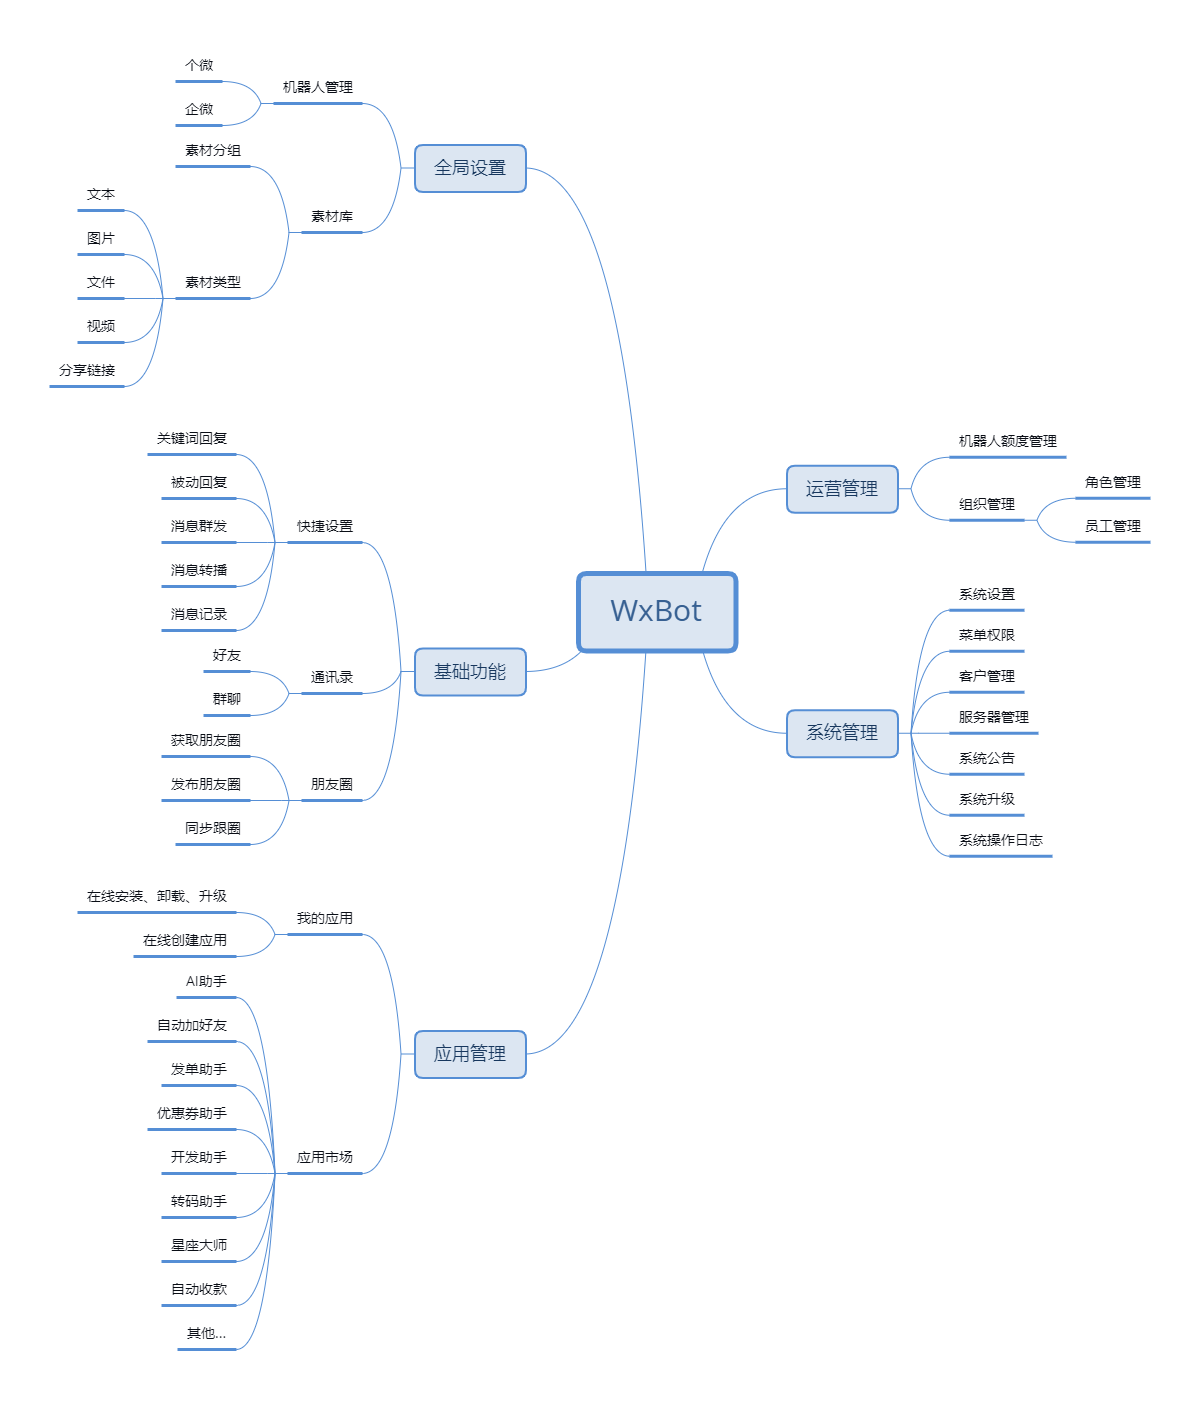 WxBot
全局设置
机器人管理
个微
企微
素材库
素材分组
素材类型
文本
图片
文件
视频
分享链接
基础功能
快捷设置
关键词回复
被动回复
消息群发
消息转播
消息记录
通讯录
好友
群聊
朋友圈
获取朋友圈
发布朋友圈
同步跟圈
应用管理
我的应用
在线安装、卸载、升级
在线创建应用
应用市场
AI助手
自动加好友
发单助手
优惠券助手
开发助手
转码助手
星座大师
自动收款
其他...
运营管理
机器人额度管理
组织管理
角色管理
员工管理
系统管理
系统设置
菜单权限
客户管理
服务器管理
系统公告
系统升级
系统操作日志